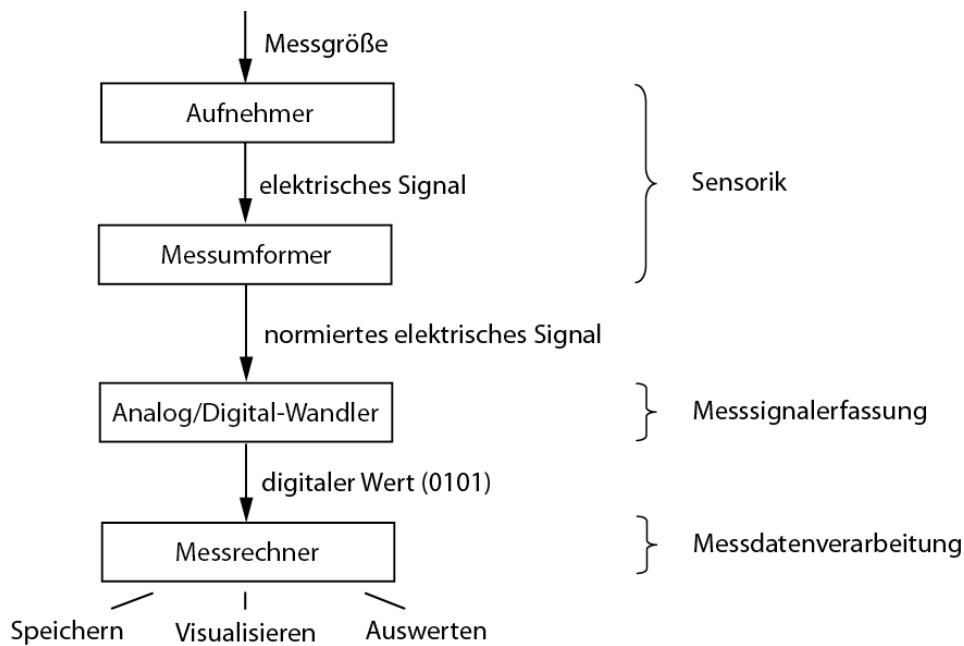 Messgröße
Aufnehmer
elektrisches Signal
Sensorik
Messumformer
normiertes elektrisches Signal
Analog/Digital-Wandler
Messsignalerfassung
digitaler Wert (0101)
Messrechner
Messdatenverarbeitung
Speichern
Visualisieren
Auswerten